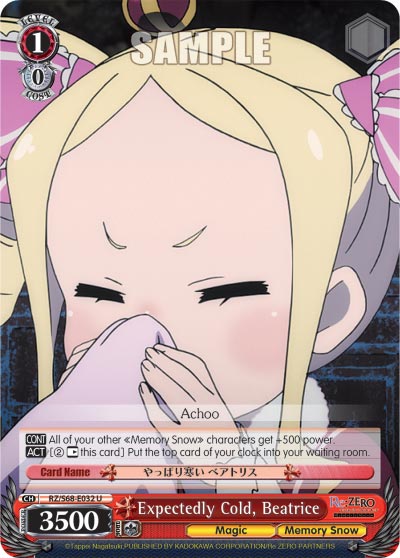 LEVEL
SAMPLE
1
0
COST
Achoo
CONT All of your other ≪Memory Snow≫ characters get +500 power.
ACT [② this card] Put the top card of your clock into your waiting room.
Card Name やっぱり寒い ベアトリス
CH RZ/S68-E032 U
POWER 3500 Expectedly Cold, Beatrice Re:ZERO
Magic Memory Snow
©Tappei Nagatsuki,PUBLISHED BY KADOKAWA CORPORATION/Re:ZERO PARTNERS